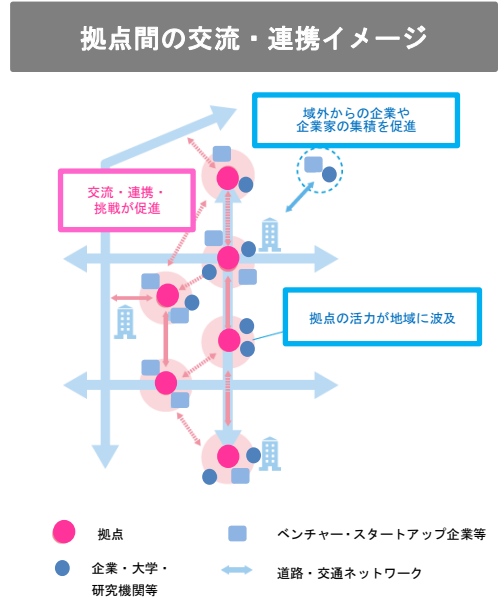 拠点間の交流・連携イメージ
域外からの企業や
企業家の集積を促進
交流・連携・
挑戦が促進
拠点の活力が地域に波及
拠点
ベンチャー・スタートアップ企業等
企業・大学・
研究機関等
道路・交通ネットワーク